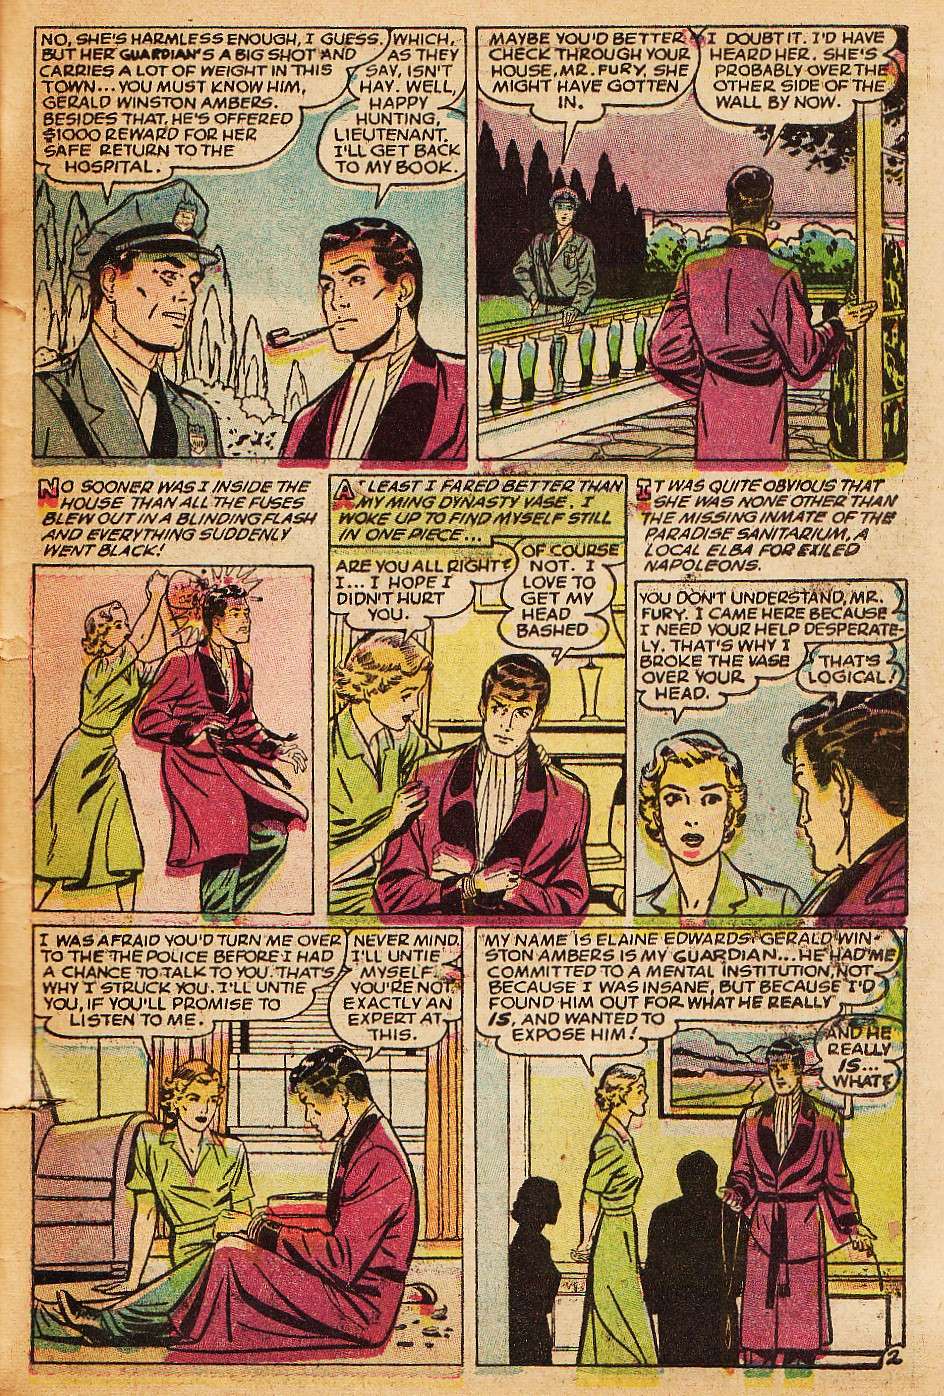 NO, SHE'S HARMLESS ENOUGH, I GUESS.
BUT HER GUARDIAN'S A BIG SHOT AND
CARRIES A LOT OF WEIGHT IN THIS
TOWN... YOU MUST KNOW HIM,
GERALD WINSTON AMBERS.
BESIDES THAT, HE'S OFFERED
$1000 REWARD FOR HER
SAFE RETURN TO THE
HOSPITAL.
WHICH,
AS THEY
SAY, ISN'T
HAY. WELL,
HAPPY
HUNTING,
LIEUTENANT.
I'LL GET BACK
TO MY BOOK.
MAYBE YOU'D BETTER
CHECK THROUGH YOUR
HOUSE, MR. FURY, SHE
MIGHT HAVE GOTTEN
IN.
I DOUBT IT. I'D HAVE
HEARD HER. SHE'S
PROBABLY OVER THE
OTHER SIDE OF THE
WALL BY NOW.
NO SOONER WAS I INSIDE THE
HOUSE THAN ALL THE FUSES
BLEW OUT IN A BLINDING FLASH
AND EVERYTHING SUDDENLY
WENT BLACK!
AT LEAST I FARED BETTER THAN
MY MING DYNASTY VASE. I
WOKE UP TO FIND MYSELF STILL
IN ONE PIECE...
ARE YOU ALL RIGHT?
I... I HOPE I
DIDN'T HURT
YOU.
OF COURSE
NOT. I
LOVE TO
GET MY
HEAD
BASHED
IT WAS QUITE OBVIOUS THAT
SHE WAS NONE OTHER THAN
THE MISSING INMATE OF THE
PARADISE SANITARIUM, A
LOCAL ELBA FOR EXILED
NAPOLEONS.
YOU DON'T UNDERSTAND, MR.
FURY. I CAME HERE BECAUSE
I NEED YOUR HELP DESPERATE-
LY. THAT'S WHY I
BROKE THE VASE
OVER YOUR
HEAD.
THAT'S
LOGICAL!
I WAS AFRAID YOU'D TURN ME OVER
TO THE THE POLICE BEFORE I HAD
A CHANCE TO TALK TO YOU. THAT'S
WHY I STRUCK YOU. I'LL UNTIE
YOU, IF YOU'LL PROMISE TO
LISTEN TO ME.
NEVER MIND.
I'LL UNTIE
MYSELF.
YOU'RE NOT
EXACTLY AN
EXPERT AT
THIS.
MY NAME IS ELAINE EDWARDS. GERALD WIN-
STON AMBERS IS MY GUARDIAN... HE HAD ME
COMMITTED TO A MENTAL INSTITUTION, NOT
BECAUSE I WAS INSANE, BUT BECAUSE I'D
FOUND HIM OUT FOR WHAT HE REALLY
IS, AND WANTED TO
EXPOSE HIM!
AND HE
REALLY
IS...
WHAT?
2